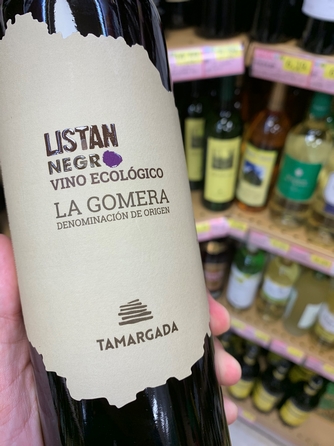 LISTAN
NEGRO
VINO ECOLÓGICO
LA GOMERA
DENOMINACIÓN DE ORIGEN
TAMARGADA